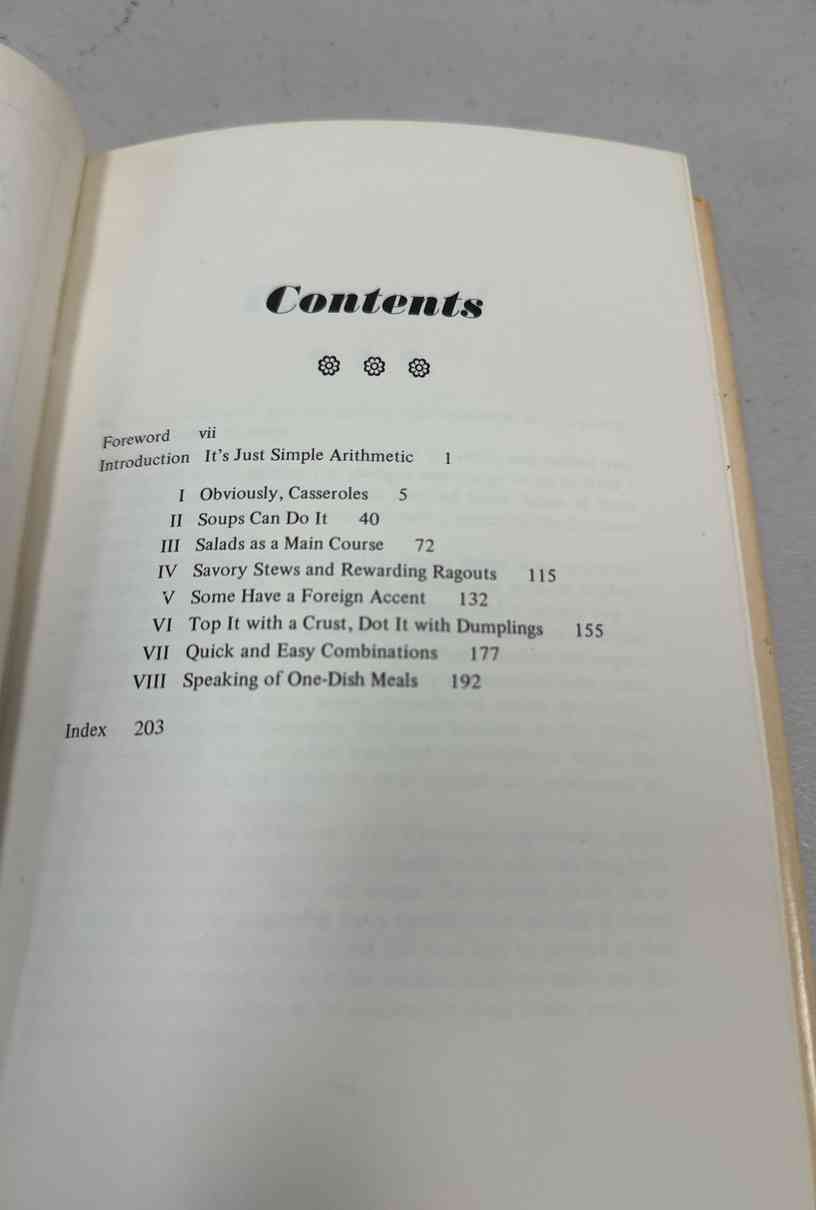 Contents
Foreword vii
Introduction It's Just Simple Arithmetic 1
I Obviously, Casseroles 5
II Soups Can Do It 40
III Salads as a Main Course 72
IV Savory Stews and Rewarding Ragouts 115
V Some Have a Foreign Accent 132
VI Top It with a Crust, Dot It with Dumplings 155
VII Quick and Easy Combinations 177
VIII Speaking of One-Dish Meals 192
Index 203